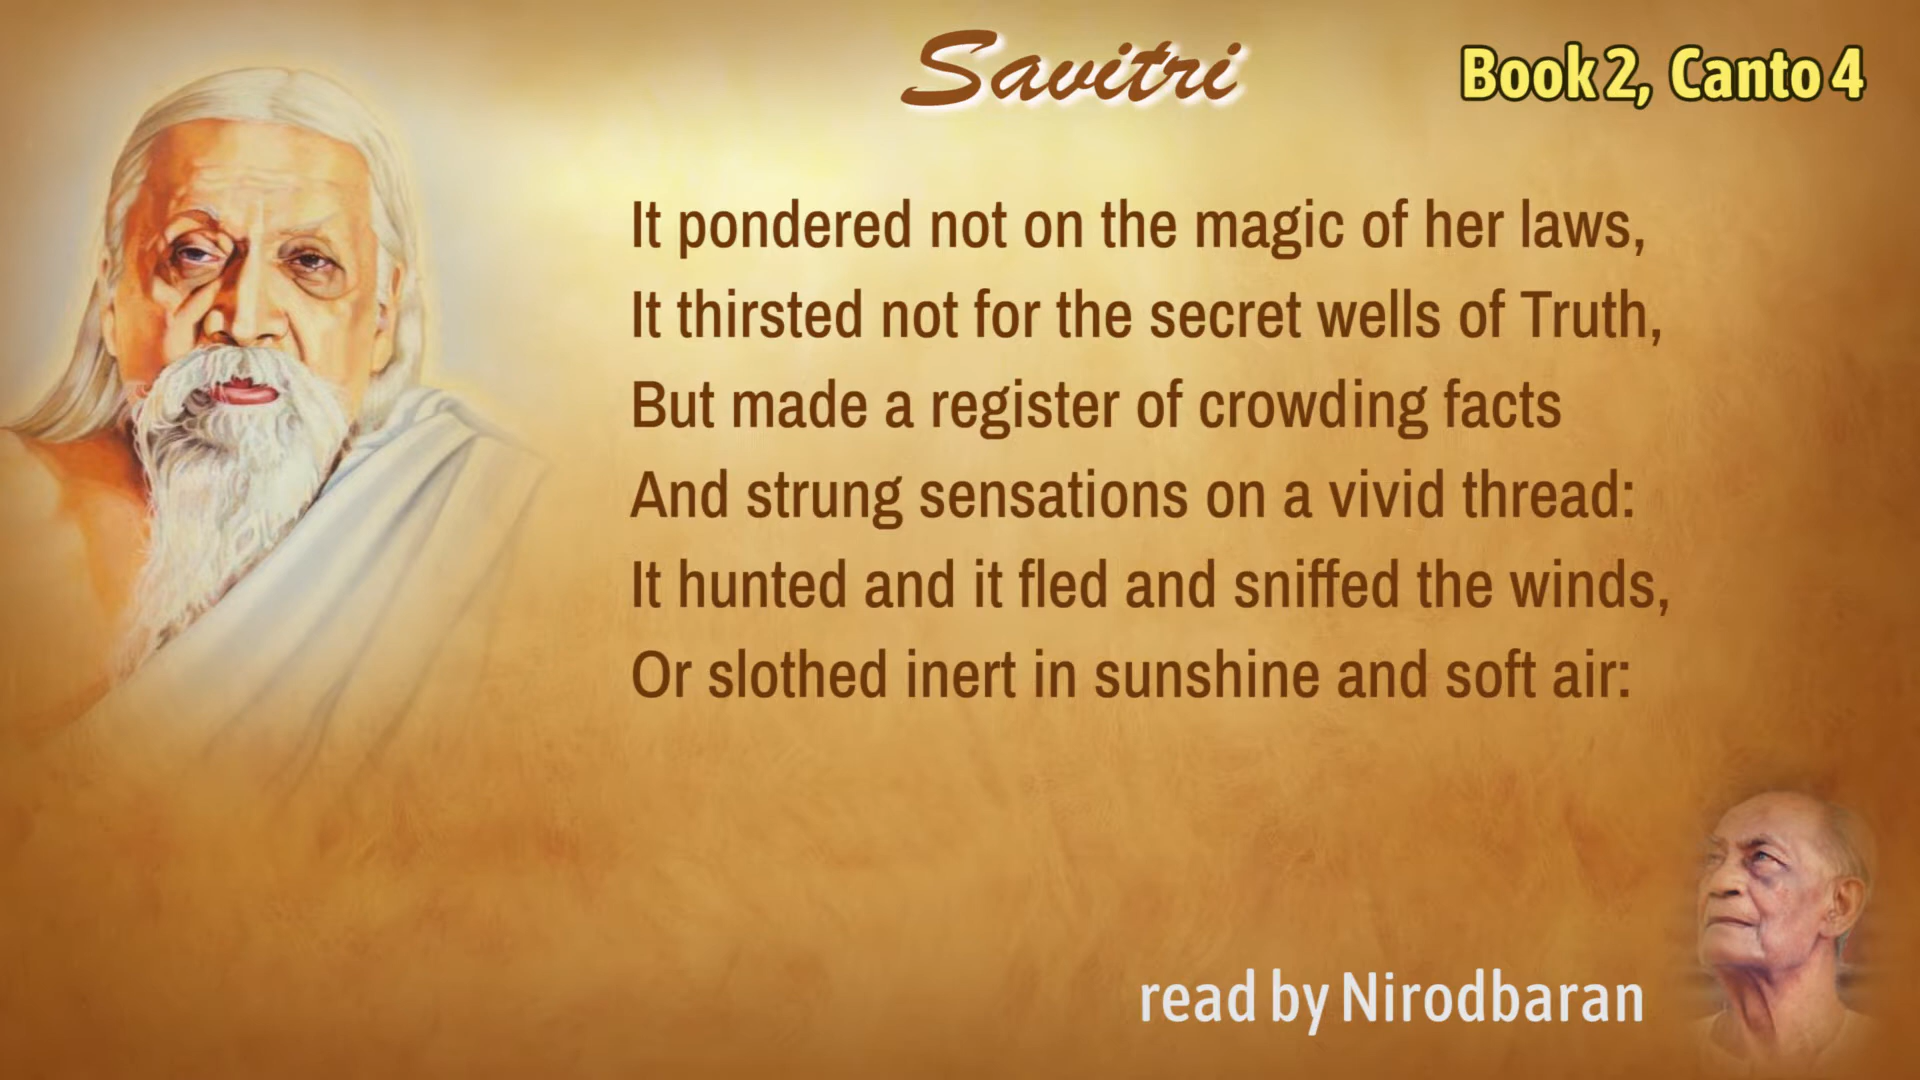 Savitri
Book 2, Canto 4
It pondered not on the magic of her laws,
It thirsted not for the secret wells of Truth,
But made a register of crowding facts
And strung sensations on a vivid thread:
It hunted and it fled and sniffed the winds,
Or slothed inert in sunshine and soft air:
read by Nirodbaran